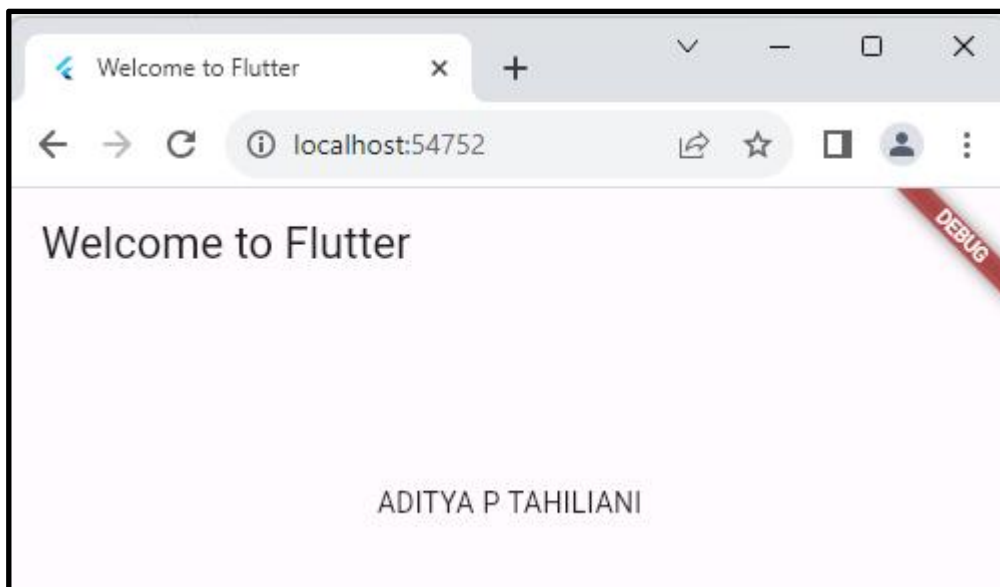 Welcome to Flutter
localhost:54752
Welcome to Flutter
DEBUG
ADITYA P TAHILIANI